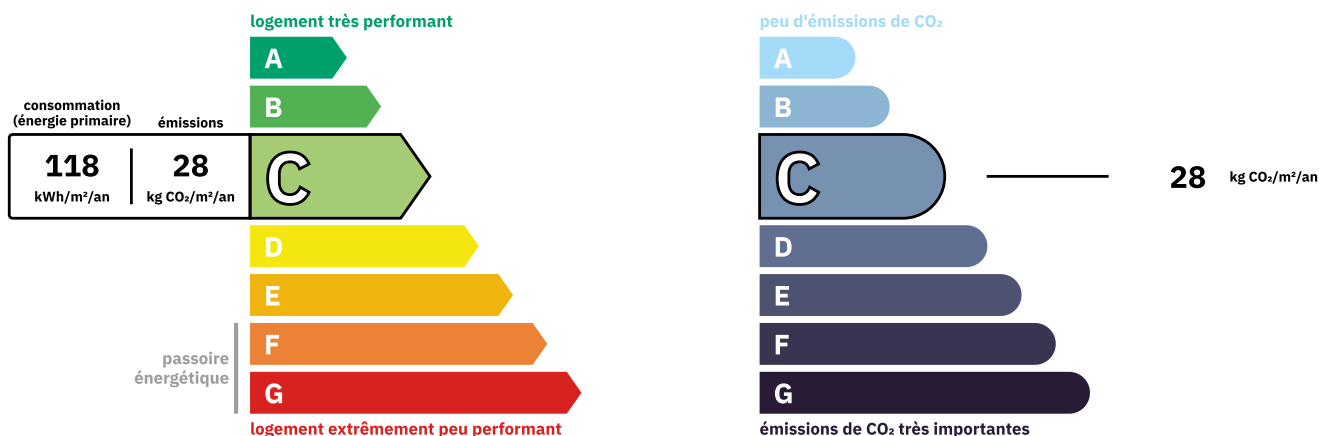 logement très performant
A
B
consommation
(énergie primaire)
émissions
118
28
kWh/m²/an
kg CO₂/m²/an
C
D
E
F
G
passoire
énergétique
logement extrêmement peu performant
peu d'émissions de CO₂
A
B
C
28 kg CO₂/m²/an
D
E
F
G
émissions de CO₂ très importantes